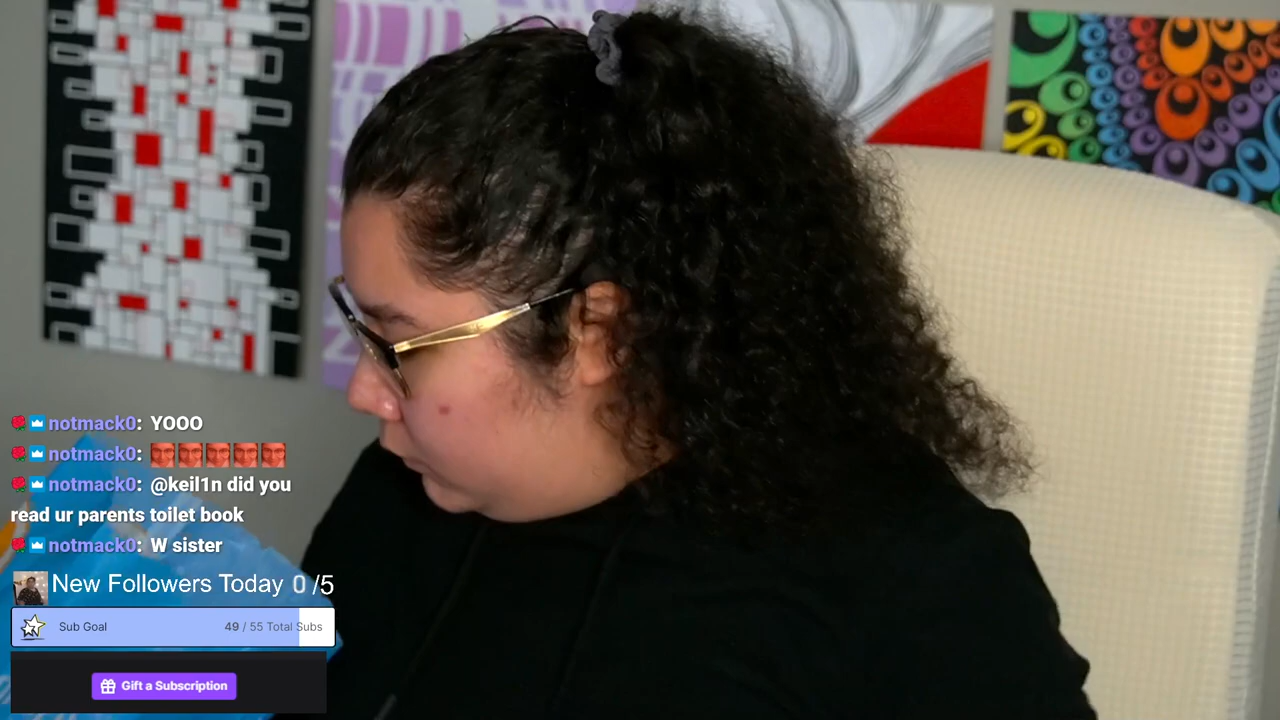 notmack0: YOOO
notmack0:
notmack0: @keil1n did you
read ur parents toilet book
notmack0: W sister
New Followers Today 0 /5
Sub Goal 49 / 55 Total Subs
Gift a Subscription